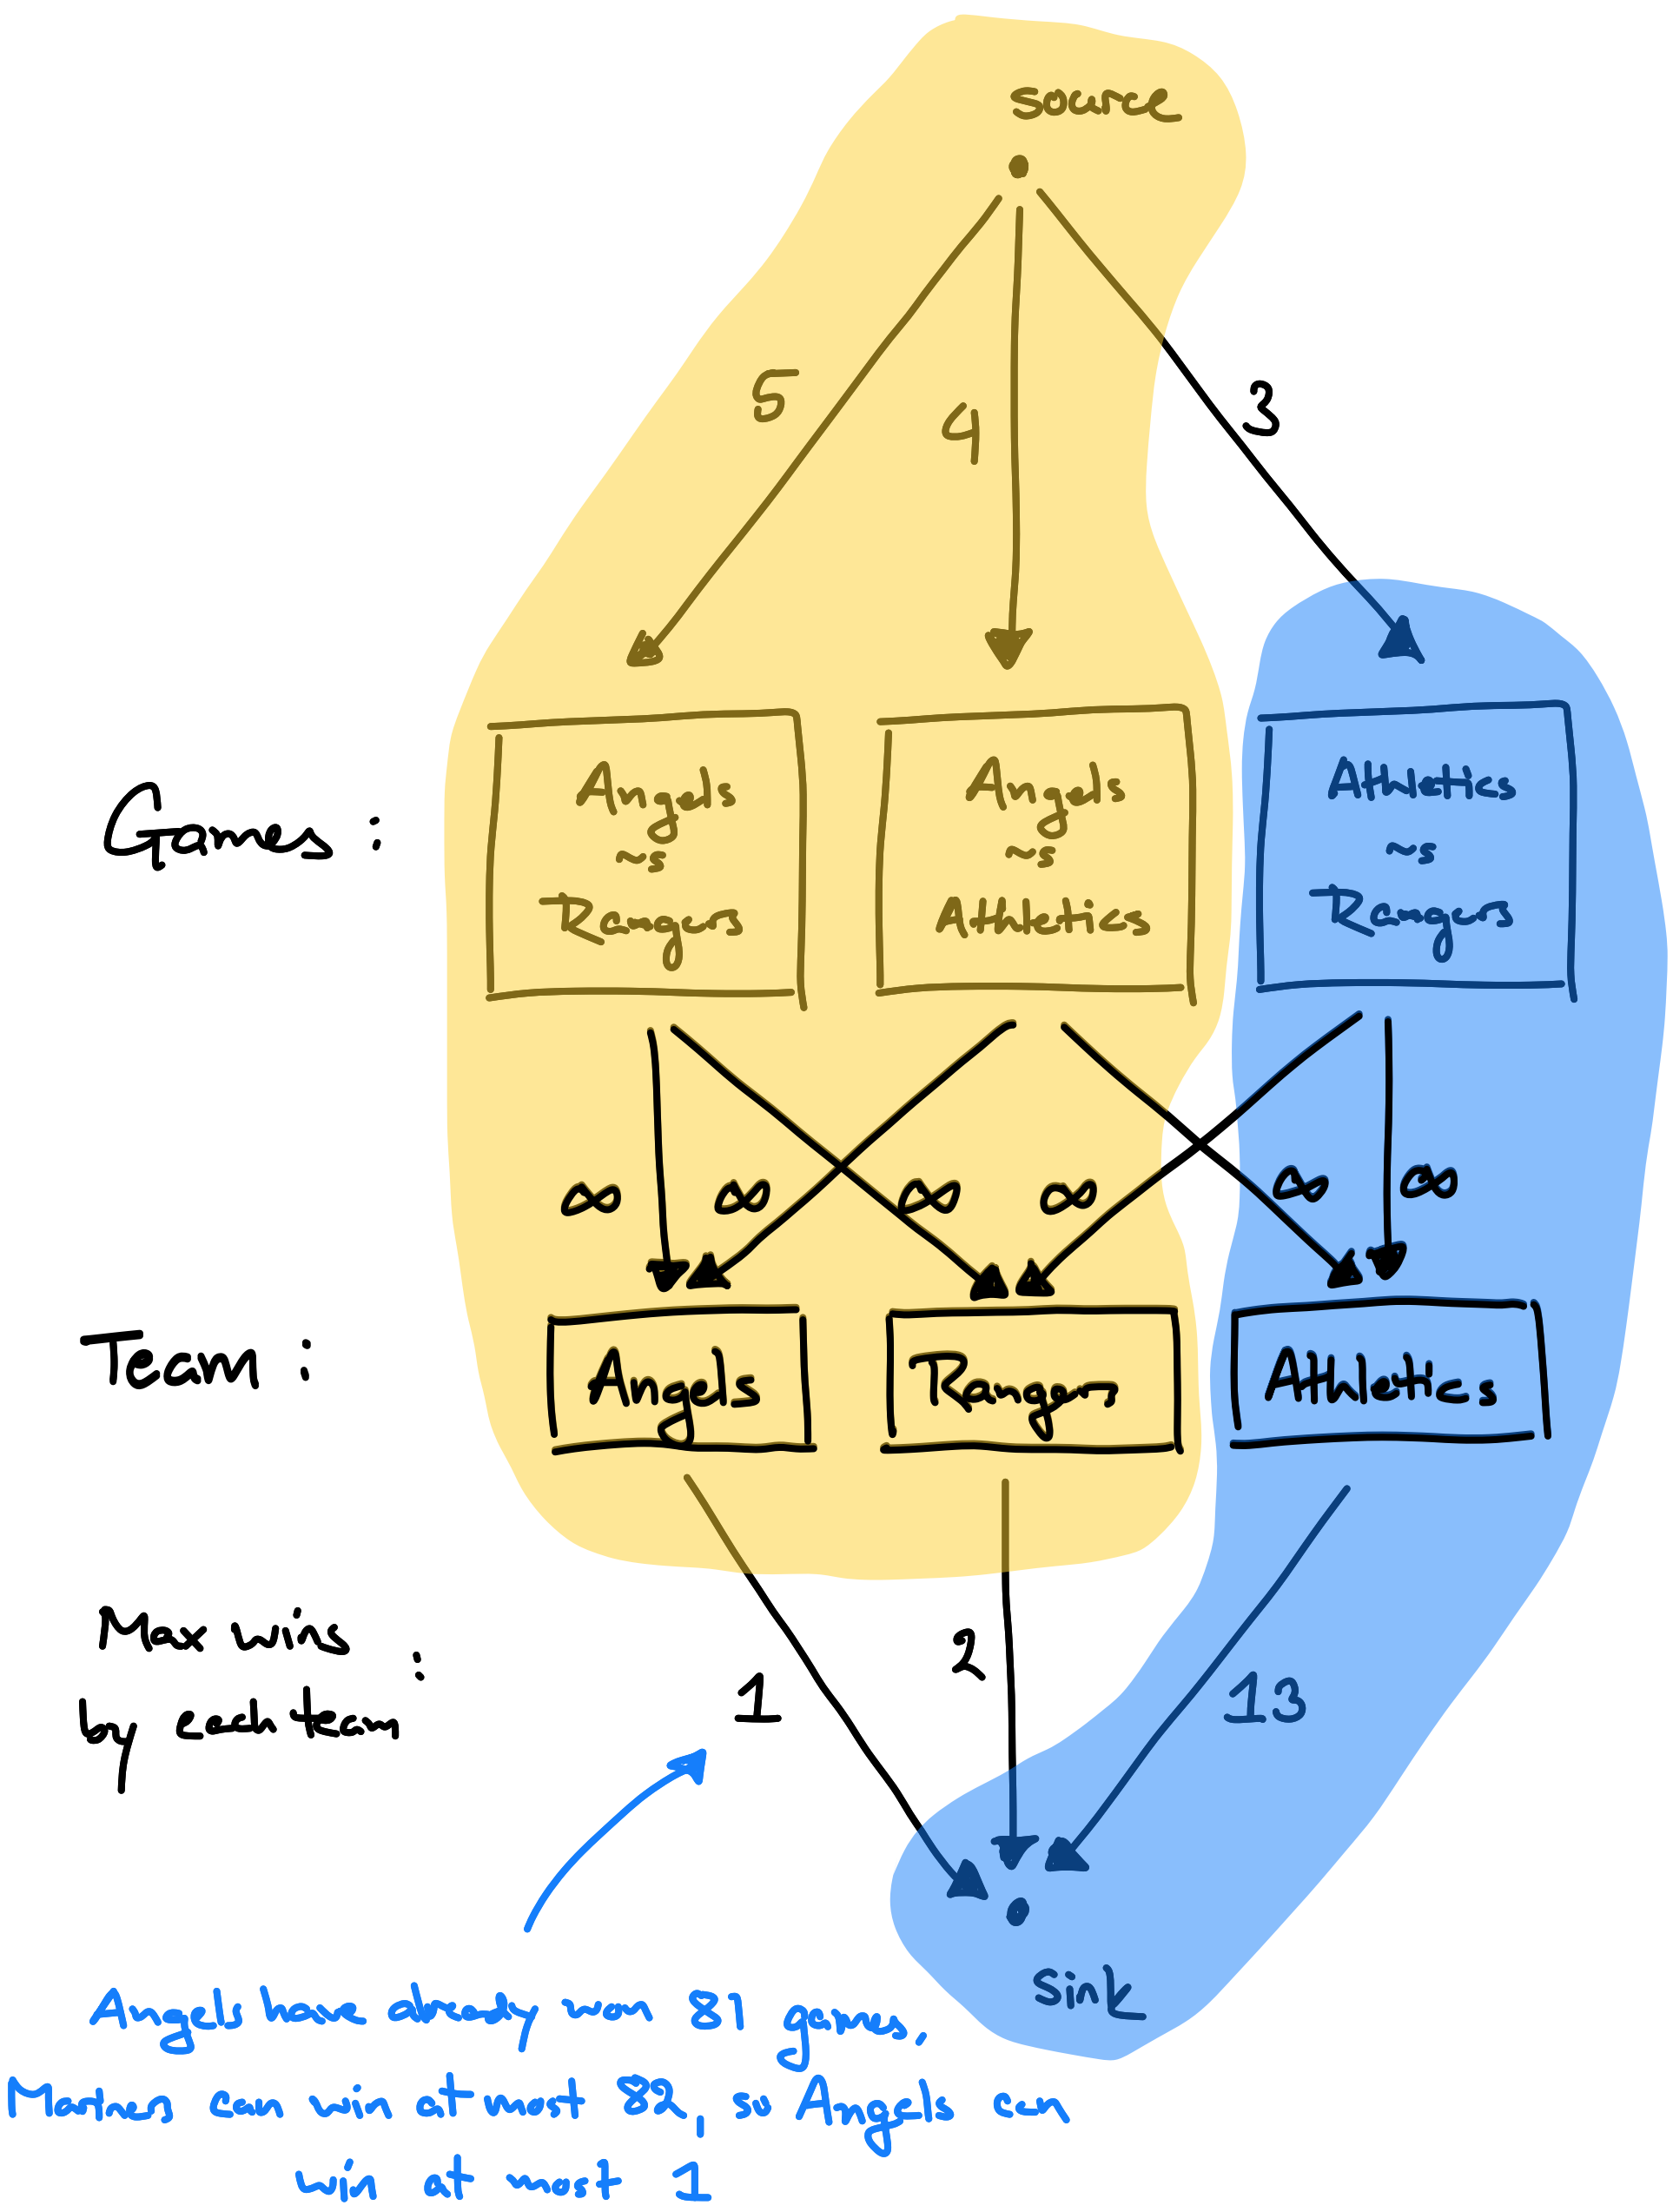 source
5 4 3
Games :
Angels
vs
Rangers
Angels
vs
Athletics
Athletics
vs
Rangers
∞ ∞ ∞ ∞ ∞ ∞
Team :
Angels
Rangers
Athletics
Max wins
by each team :
1 2 13
sink
Angels have already won 81 games,
Mariners can win at most 82, so Angels can
win at most 1